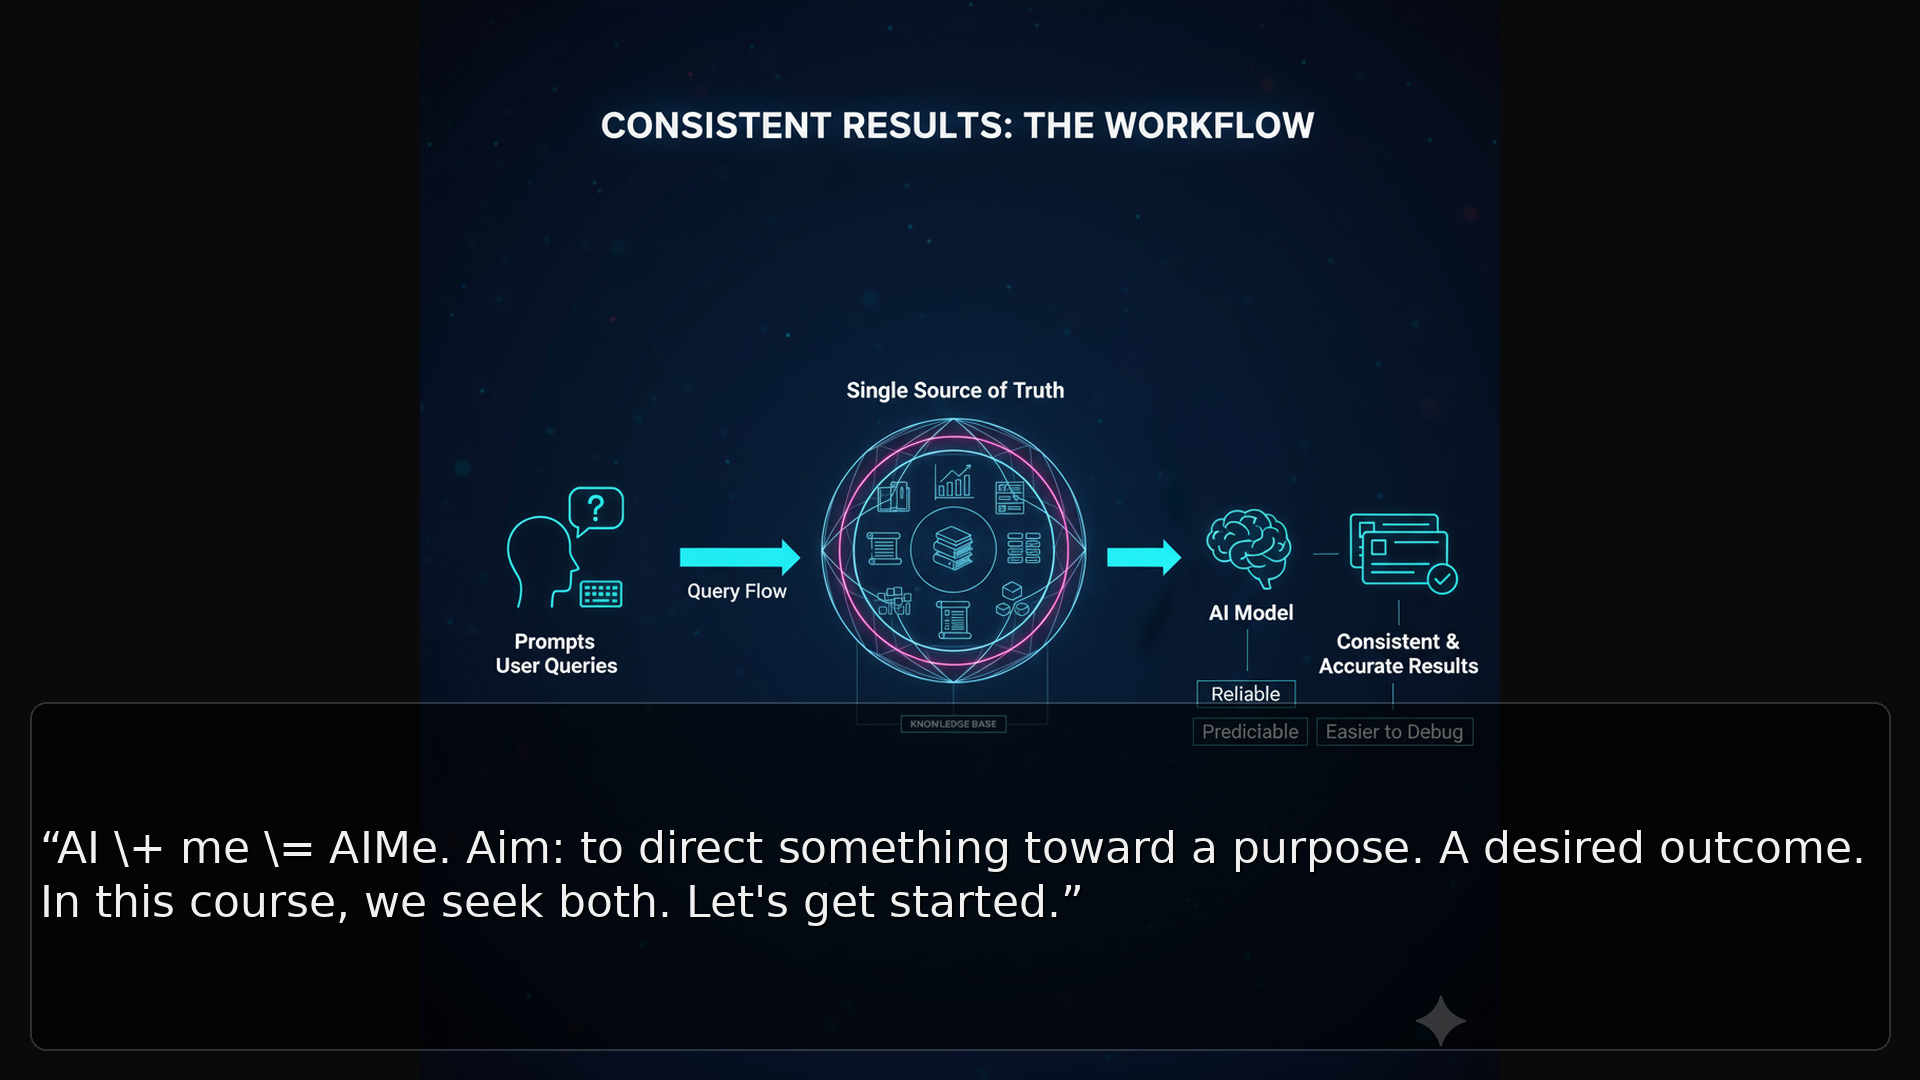 CONSISTENT RESULTS: THE WORKFLOW
Single Source of Truth
?
Query Flow
Prompts
User Queries
AI Model
Consistent &
Accurate Results
Reliable
KNOWLEDGE BASE
Prediciable
Easier to Debug
“AI \+ me \= AIMe. Aim: to direct something toward a purpose. A desired outcome.
In this course, we seek both. Let's get started.”